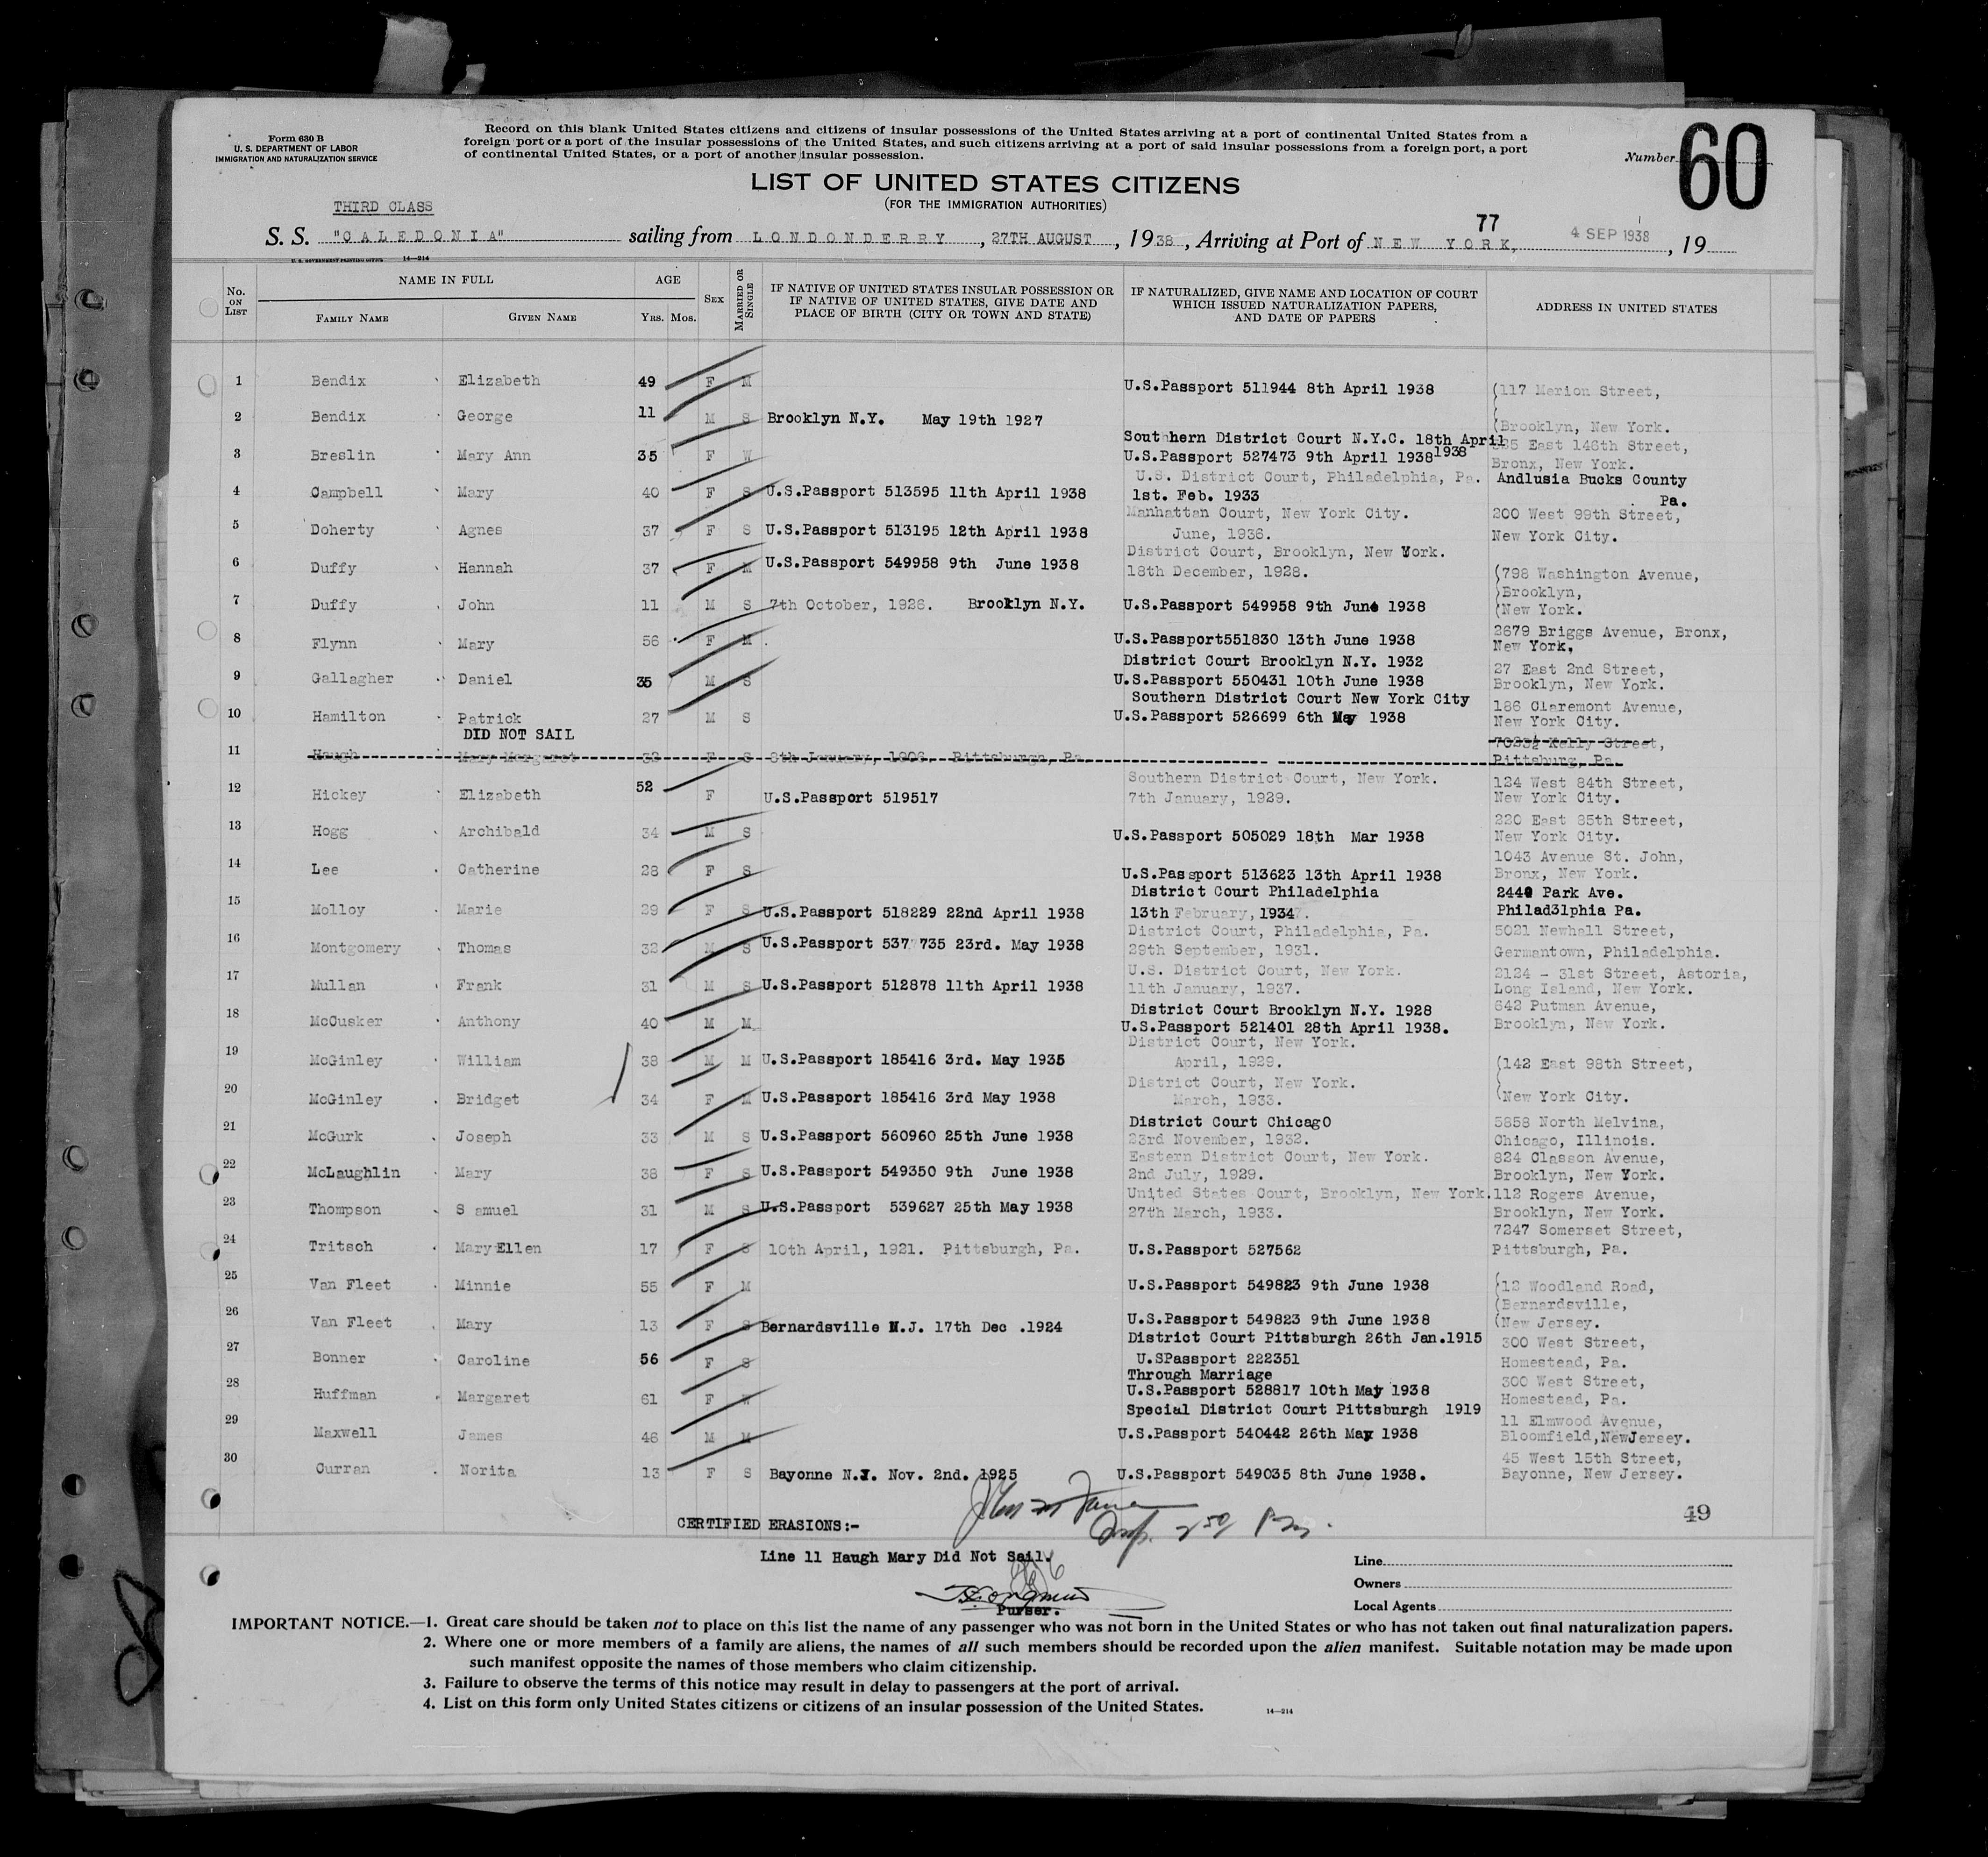 Form 630 B
U. S. DEPARTMENT OF LABOR
IMMIGRATION AND NATURALIZATION SERVICE
Record on this blank United States citizens and citizens of insular possessions of the United States arriving at a port of continental United States from a
foreign port or a port of the insular possessions of the United States, and such citizens arriving at a port of said insular possessions from a foreign port, a port
of continental United States, or a port of another insular possession.
Number 60
LIST OF UNITED STATES CITIZENS
(FOR THE IMMIGRATION AUTHORITIES)
THIRD CLASS
77
S. S. "CALEDONIA" sailing from LONDONDERRY, 27TH AUGUST, 1938, Arriving at Port of NEW YORK, 4 SEP 1938, 19
U. S. GOVERNMENT PRINTING OFFICE 14—214
No. ON LIST
NAME IN FULL
FAMILY NAME
GIVEN NAME
AGE
YRS. MOS.
SEX
MARRIED OR SINGLE
IF NATIVE OF UNITED STATES INSULAR POSSESSION OR
IF NATIVE OF UNITED STATES, GIVE DATE AND
PLACE OF BIRTH (CITY OR TOWN AND STATE)
IF NATURALIZED, GIVE NAME AND LOCATION OF COURT
WHICH ISSUED NATURALIZATION PAPERS,
AND DATE OF PAPERS
ADDRESS IN UNITED STATES
1 Bendix Elizabeth 49 F M U.S.Passport 511944 8th April 1938 (117 Marion Street,
2 Bendix George 11 M S Brooklyn N.Y. May 19th 1927 (Brooklyn, New York.
Southern District Court N.Y.C. 18th April 1938
3 Breslin Mary Ann 35 F W U.S.Passport 527473 9th April 1938 East 146th Street,
Bronx, New York.
U.S. District Court, Philadelphia, Pa.
4 Campbell Mary 40 F S U.S.Passport 513595 11th April 1938 1st. Feb. 1933 Andlusia Bucks County
Pa.
Manhattan Court, New York City.
5 Doherty Agnes 37 F S U.S.Passport 513195 12th April 1938 June, 1936. 200 West 99th Street,
New York City.
District Court, Brooklyn, New York.
6 Duffy Hannah 37 F M U.S.Passport 549958 9th June 1938 18th December, 1928. (798 Washington Avenue,
(Brooklyn,
7 Duffy John 11 M S 7th October, 1926. Brooklyn N.Y. U.S.Passport 549958 9th June 1938 (New York.
8 Flynn Mary 56 F M U.S.Passport551830 13th June 1938 2679 Briggs Avenue, Bronx,
New York.
District Court Brooklyn N.Y. 1932
9 Gallagher Daniel 35 M S U.S.Passport 550431 10th June 1938 27 East 2nd Street,
Brooklyn, New York.
Southern District Court New York City
10 Hamilton Patrick 27 M S U.S.Passport 526699 6th May 1938 186 Claremont Avenue,
New York City.
DID NOT SAIL
11 Haugh Mary Margaret 32 F S 8th January, 1906. Pittsburgh, Pa. 7023½ Kelly Street,
Pittsburg, Pa.
Southern District Court, New York.
12 Hickey Elizabeth 52 F U.S.Passport 519517 7th January, 1929. 124 West 84th Street,
New York City.
13 Hogg Archibald 34 M S U.S.Passport 505029 18th Mar 1938 220 East 85th Street,
New York City.
14 Lee Catherine 28 F S U.S.Passport 513623 13th April 1938 1043 Avenue St. John,
Bronx, New York.
District Court Philadelphia
15 Molloy Marie 29 F S U.S.Passport 518229 22nd April 1938 13th February, 1934. 2440 Park Ave.
Philad3lphia Pa.
District Court, Philadelphia, Pa.
16 Montgomery Thomas 32 M S U.S.Passport 537735 23rd. May 1938 29th September, 1931. 5021 Newhall Street,
Germantown, Philadelphia.
U.S. District Court, New York.
17 Mullan Frank 31 M S U.S.Passport 512878 11th April 1938 11th January, 1937. 2124 - 31st Street, Astoria,
Long Island, New York.
District Court Brooklyn N.Y. 1928
18 McCusker Anthony 40 M M U.S.Passport 521401 28th April 1938. 642 Putman Avenue,
Brooklyn, New York.
District Court, New York.
19 McGinley William 38 M M U.S.Passport 185416 3rd. May 1935 April, 1929. (142 East 98th Street,
District Court, New York.
20 McGinley Bridget 34 F M U.S.Passport 185416 3rd May 1938 March, 1933. (New York City.
District Court Chicag0
21 McGurk Joseph 33 M S U.S.Passport 560960 25th June 1938 23rd November, 1932. 5858 North Melvina,
Chicago, Illinois.
Eastern District Court, New York.
22 McLaughlin Mary 38 F S U.S.Passport 549350 9th June 1938 2nd July, 1929. 824 Classon Avenue,
Brooklyn, New York.
United States Court, Brooklyn, New York.
23 Thompson S amuel 31 M S U.S.Passport 539627 25th May 1938 27th March, 1933. 112 Rogers Avenue,
Brooklyn, New York.
24 Tritsch Mary Ellen 17 F S 10th April, 1921. Pittsburgh, Pa. U.S.Passport 527562 7247 Somerset Street,
Pittsburgh, Pa.
25 Van Fleet Minnie 55 F M U.S.Passport 549823 9th June 1938 (12 Woodland Road,
(Bernardsville,
26 Van Fleet Mary 13 F S Bernardsville N.J. 17th Dec .1924 U.S.Passport 549823 9th June 1938 (New Jersey.
District Court Pittsburgh 26th Jan.1915
27 Bonner Caroline 56 F S U.SPassport 222351 300 West Street,
Homestead, Pa.
Through Marriage
28 Huffman Margaret 61 F W U.S.Passport 528817 10th May 1938 300 West Street,
Homestead, Pa.
Special District Court Pittsburgh 1919
29 Maxwell James 46 M M U.S.Passport 540442 26th May 1938 11 Elmwood Avenue,
Bloomfield,NewJersey.
30 Curran Norita 13 F S Bayonne N.J. Nov. 2nd. 1925 U.S.Passport 549035 8th June 1938. 45 West 15th Street,
Bayonne, New Jersey.
49
CERTIFIED ERASIONS:-
Line 11 Haugh Mary Did Not Sail.
Purser.
Line
Owners
Local Agents
IMPORTANT NOTICE.—1. Great care should be taken not to place on this list the name of any passenger who was not born in the United States or who has not taken out final naturalization papers.
2. Where one or more members of a family are aliens, the names of all such members should be recorded upon the alien manifest. Suitable notation may be made upon
such manifest opposite the names of those members who claim citizenship.
3. Failure to observe the terms of this notice may result in delay to passengers at the port of arrival.
4. List on this form only United States citizens or citizens of an insular possession of the United States.
14—214